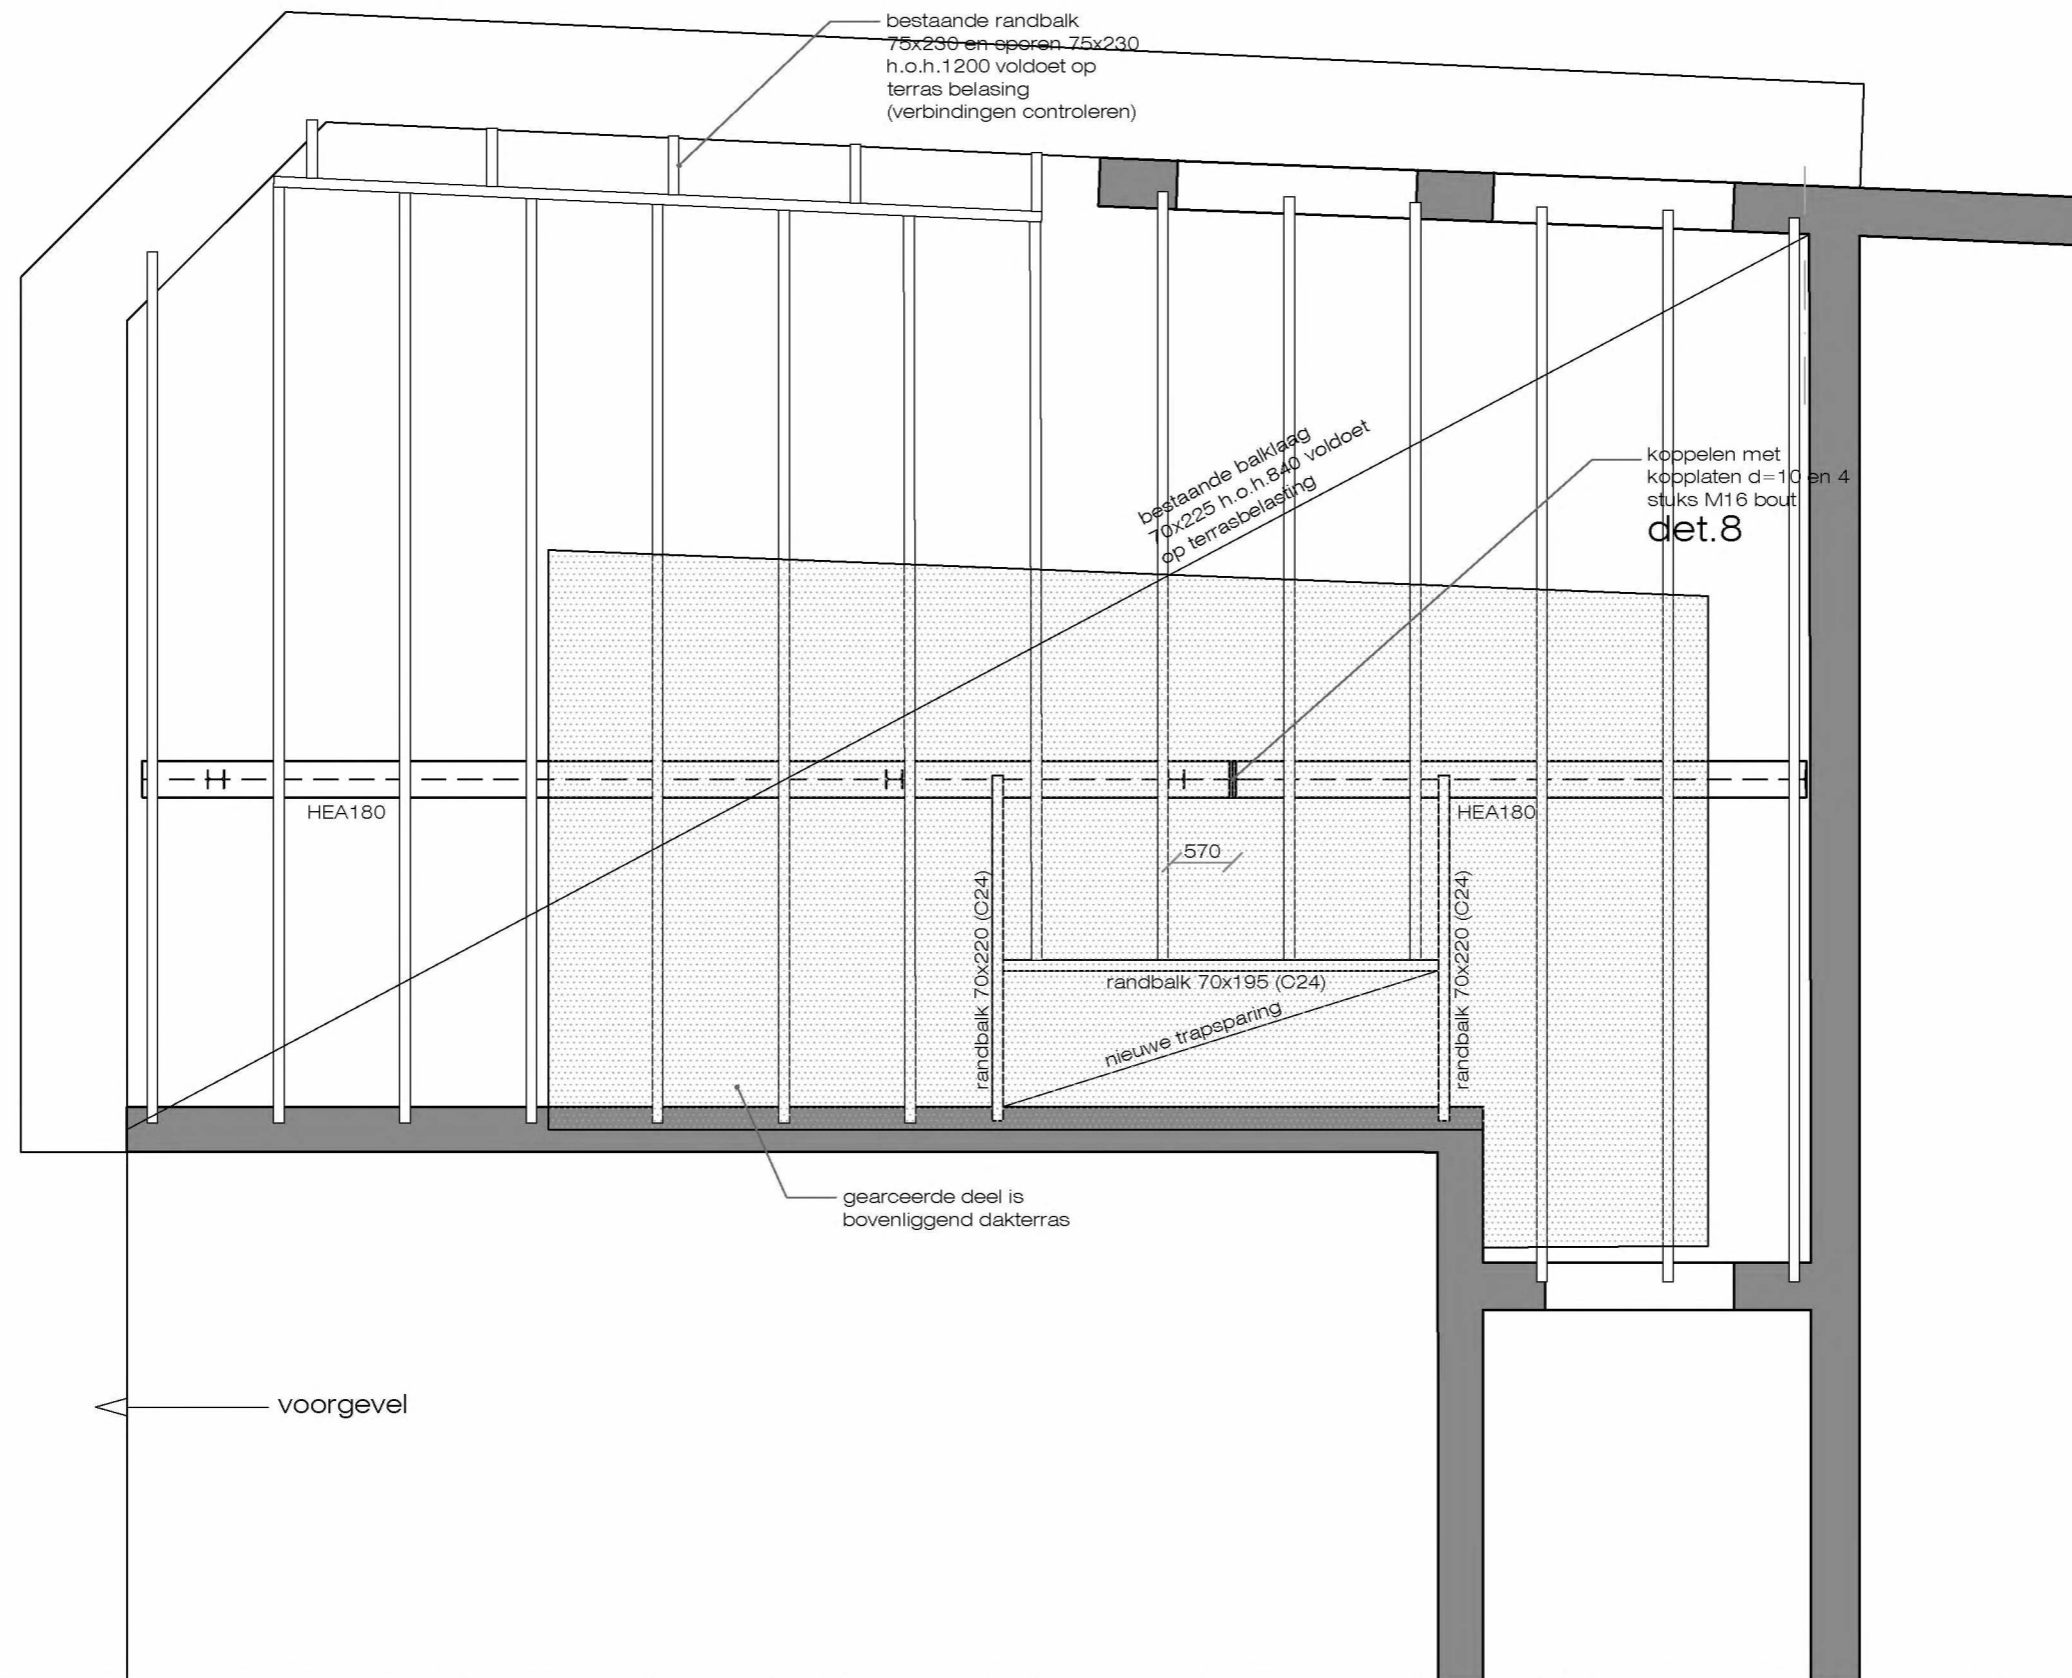 bestaande randbalk
75x230 en sporen 75x230
h.o.h.1200 voldoet op
terras belasing
(verbindingen controleren)
bestaande balklaag
70x225 h.o.h.840 voldoet
op terrasbelasting
koppelen met
kopplaten d=10 en 4
stuks M16 bout
det.8
HEA180
HEA180
570
randbalk 70x220 (C24)
randbalk 70x220 (C24)
randbalk 70x195 (C24)
nieuwe trapsparing
gearceerde deel is
bovenliggend dakterras
voorgevel